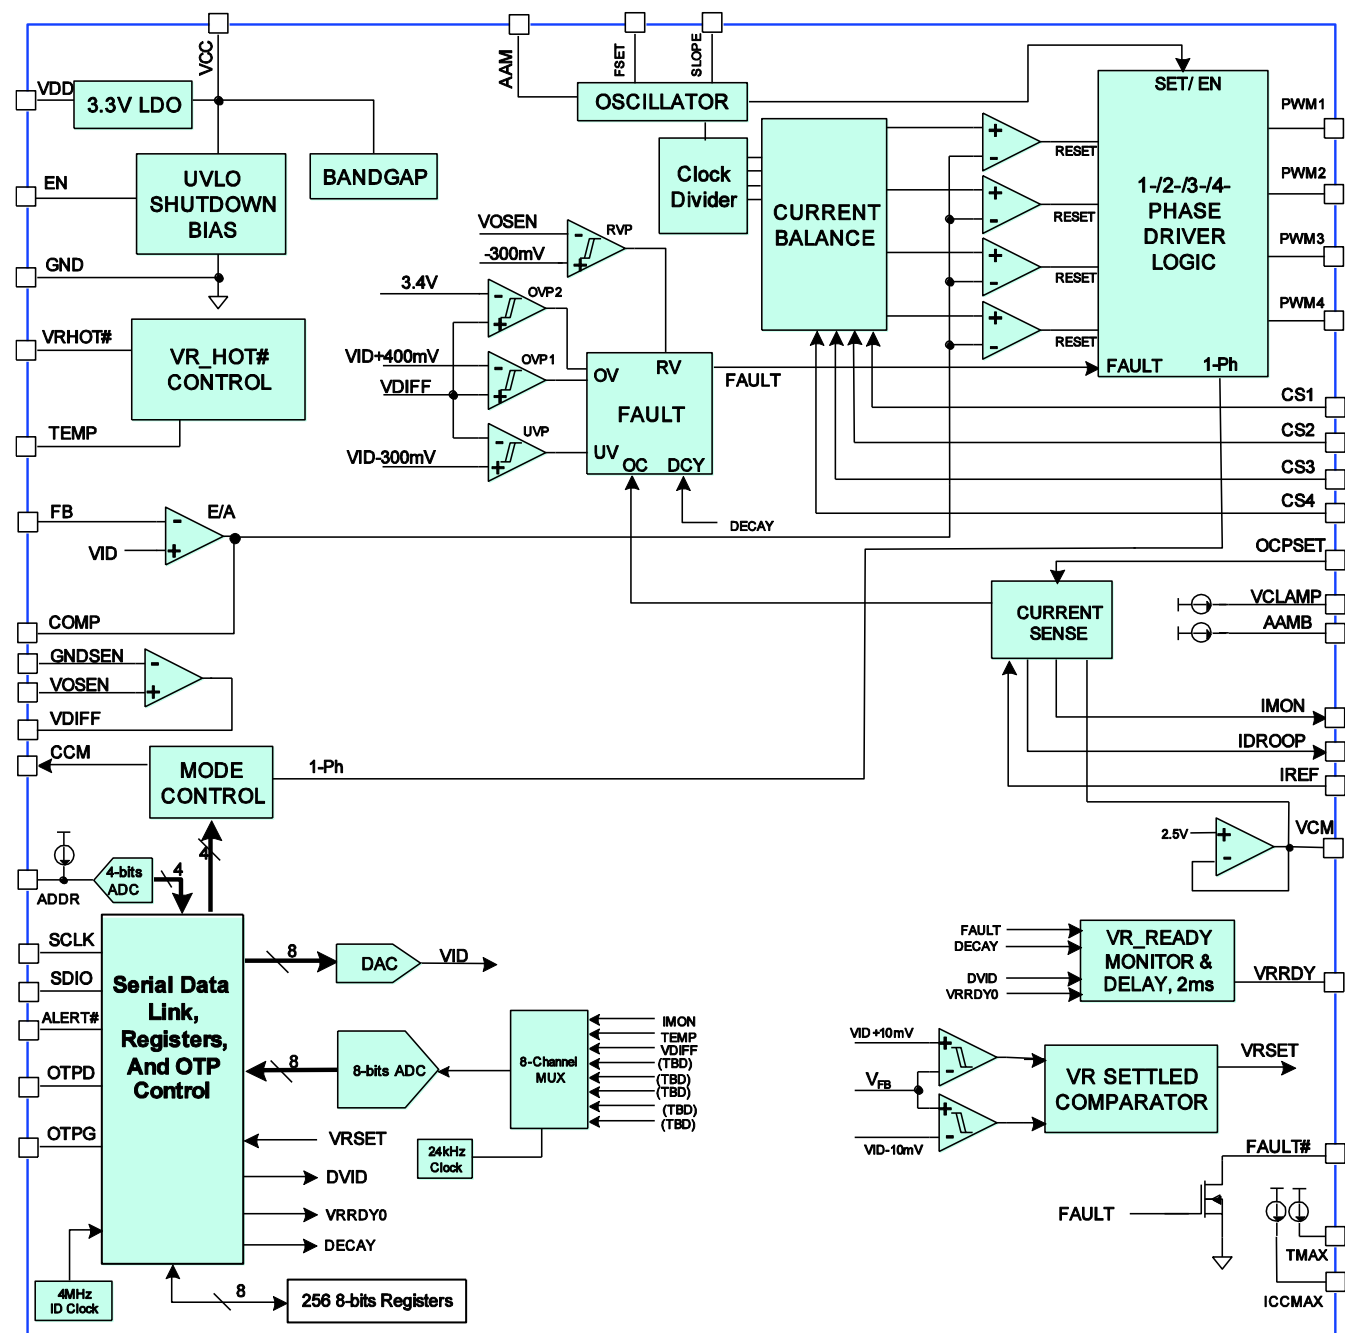 VCC
AAM
FSET
SLOPE
VDD
3.3V LDO
OSCILLATOR
SET/ EN
PWM1
EN
UVLO
SHUTDOWN
BIAS
BANDGAP
Clock
Divider
CURRENT
BALANCE
+
-
RESET
+
-
RESET
+
-
RESET
+
-
RESET
1-/2-/3-/4-
PHASE
DRIVER
LOGIC
PWM2
PWM3
PWM4
GND
VOSEN
-
RVP
-300mV
+
3.4V
-
OVP2
+
VRHOT#
VR_HOT#
CONTROL
VID+400mV
-
OVP1
VDIFF
+
-
UVP
VID-300mV
+
OV
RV
FAULT
UV
OC
DCY
FAULT
FAULT
1-Ph
TEMP
CS1
CS2
CS3
CS4
DECAY
FB
-
E/A
VID
+
OCPSET
COMP
CURRENT
SENSE
VCLAMP
AAMB
GNDSEN
-
VOSEN
+
VDIFF
IMON
IDROOP
IREF
CCM
MODE
CONTROL
1-Ph
2.5V
+
-
VCM
4
4-bits
ADC
4
ADDR
SCLK
SDIO
ALERT#
OTPD
OTPG
Serial Data
Link,
Registers,
And OTP
Control
8
DAC
VID
8
8-bits ADC
8-Channel
MUX
IMON
TEMP
VDIFF
(TBD)
(TBD)
(TBD)
(TBD)
(TBD)
24kHz
Clock
VRSET
DVID
VRRDY0
DECAY
4MHz
ID Clock
8
256 8-bits Registers
FAULT
DECAY
DVID
VRRDY0
VR_READY
MONITOR &
DELAY, 2ms
VRRDY
VID+10mV
+
-
VFB
+
-
VID-10mV
VR SETTLED
COMPARATOR
VRSET
FAULT#
FAULT
TMAX
ICCMAX